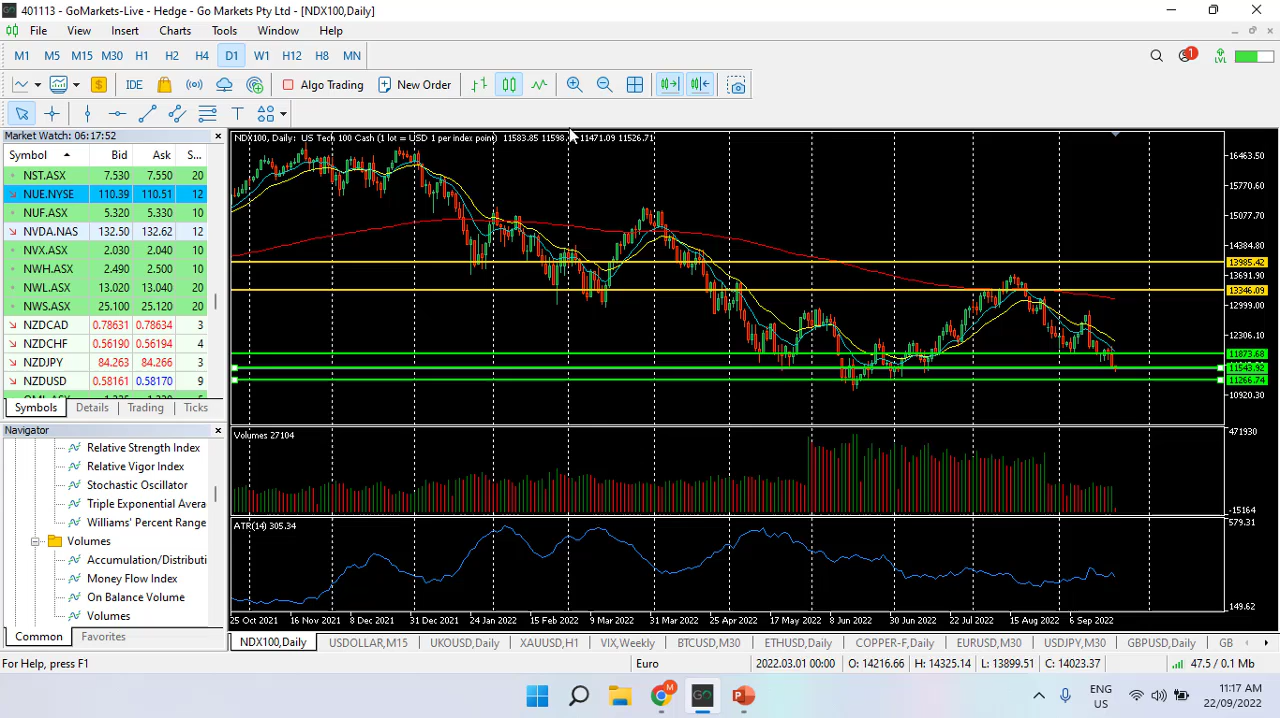 401113 - GoMarkets-Live - Hedge - Go Markets Pty Ltd - [NDX100,Daily]
File View Insert Charts Tools Window Help
M1 M5 M15 M30 H1 H2 H4 D1 W1 H12 H8 MN
1 LVL
IDE Algo Trading New Order
Market Watch: 06:17:52
Symbol Bid Ask S...
NST.ASX 7.530 7.550 20
NUE.NYSE 110.39 110.51 12
NUF.ASX 5.320 5.330 10
NVDA.NAS 132.50 132.62 12
NVX.ASX 2.030 2.040 10
NWH.ASX 2.490 2.500 10
NWL.ASX 13.020 13.040 20
NWS.ASX 25.100 25.120 20
NZDCAD 0.78631 0.78634 3
NZDCHF 0.56190 0.56194 4
NZDJPY 84.263 84.266 3
NZDUSD 0.58161 0.58170 9
Symbols Details Trading Ticks
Navigator
Relative Strength Index
Relative Vigor Index
Stochastic Oscillator
Triple Exponential Avera
Williams' Percent Range
Volumes
Accumulation/Distributi
Money Flow Index
On Balance Volume
Volumes
Common Favorites
NDX100, Daily: US Tech 100 Cash (1 lot = USD 1 per index point) 11583.85 11598. 11471.09 11526.71
16463.50
15770.60
15077.70
14384.80
13985.42
13691.90
13346.09
12999.00
12306.10
11873.68
11543.92
11266.74
10920.30
Volumes 27104
471930
-15164
ATR(14) 305.34
579.31
149.62
25 Oct 2021 16 Nov 2021 8 Dec 2021 31 Dec 2021 24 Jan 2022 15 Feb 2022 9 Mar 2022 31 Mar 2022 25 Apr 2022 17 May 2022 8 Jun 2022 30 Jun 2022 22 Jul 2022 15 Aug 2022 6 Sep 2022
NDX100,Daily USDOLLAR,M15 UKOUSD,Daily XAUUSD,H1 VIX,Weekly BTCUSD,M30 ETHUSD,Daily COPPER-F,Daily EURUSD,M30 USDJPY,M30 GBPUSD,Daily GB
For Help, press F1 Euro 2022.03.01 00:00 O: 14216.66 H: 14325.14 L: 13899.51 C: 14023.37 47.5 / 0.1 Mb
GO
ENG
US
11:17 AM
22/09/2022